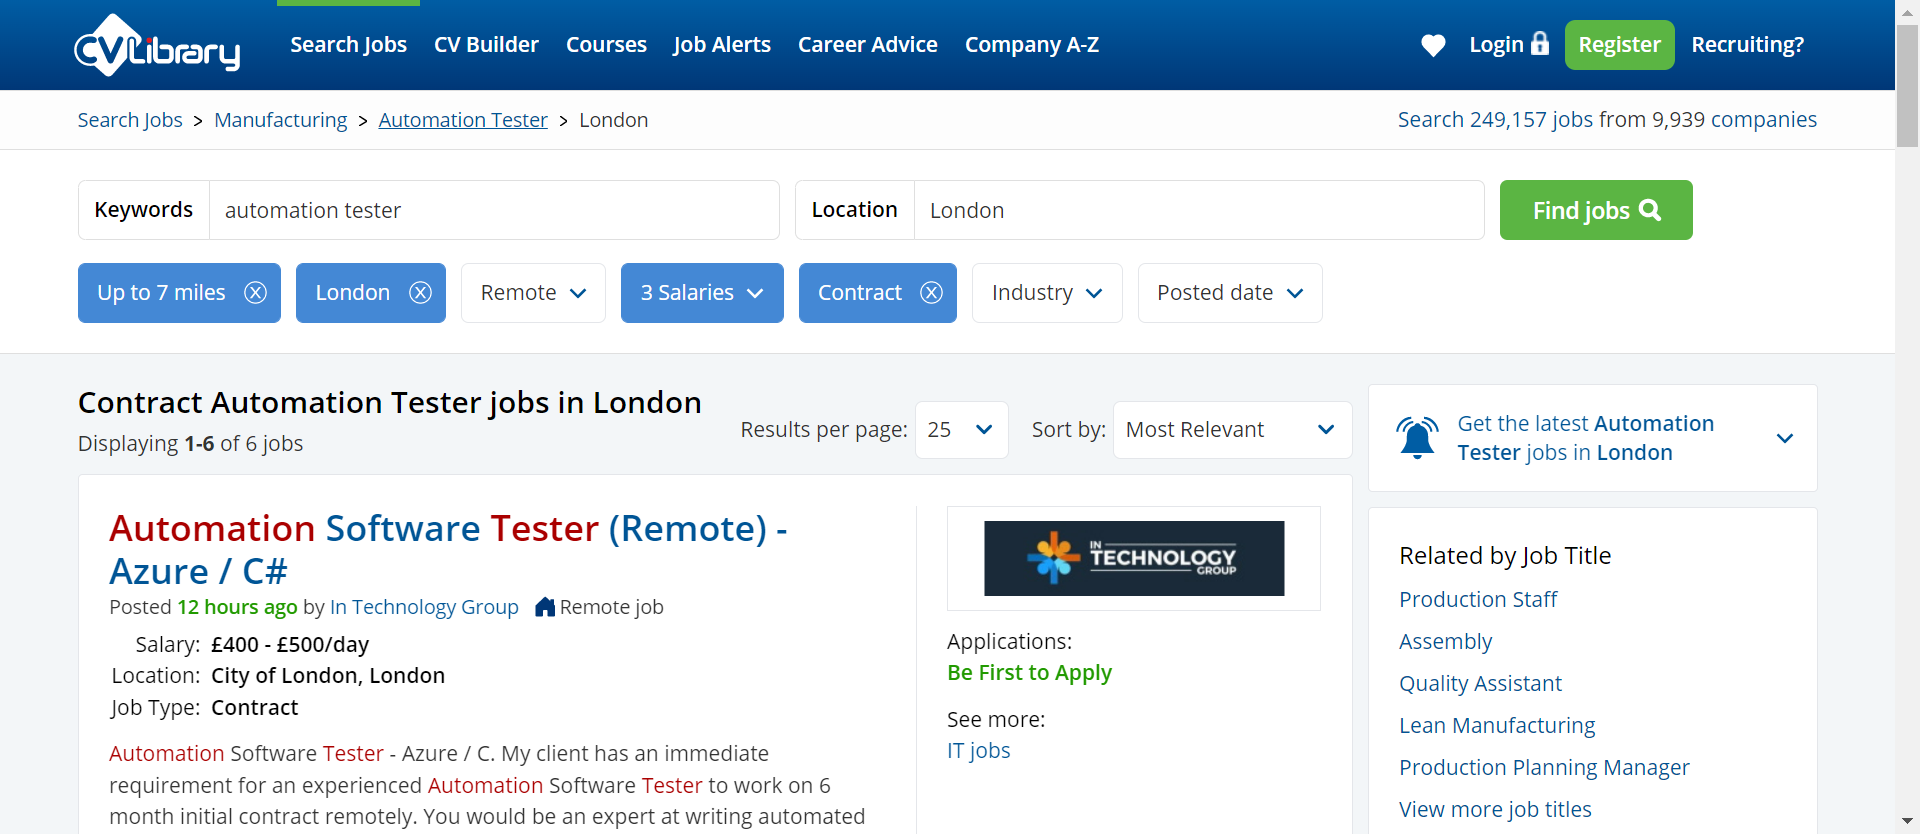 CVLibrary
Search Jobs CV Builder Courses Job Alerts Career Advice Company A-Z Login Register Recruiting?
Search Jobs > Manufacturing > Automation Tester > London
Search 249,157 jobs from 9,939 companies
Keywords automation tester Location London Find jobs
Up to 7 miles London Remote 3 Salaries Contract Industry Posted date
Contract Automation Tester jobs in London
Displaying 1-6 of 6 jobs
Results per page: 25 Sort by: Most Relevant
Automation Software Tester (Remote) -
Azure / C#
Posted 12 hours ago by In Technology Group Remote job
Salary: £400 - £500/day
Location: City of London, London
Job Type: Contract
Automation Software Tester - Azure / C. My client has an immediate
requirement for an experienced Automation Software Tester to work on 6
month initial contract remotely. You would be an expert at writing automated
IN
TECHNOLOGY
GROUP
Applications:
Be First to Apply
See more:
IT jobs
Get the latest Automation
Tester jobs in London
Related by Job Title
Production Staff
Assembly
Quality Assistant
Lean Manufacturing
Production Planning Manager
View more job titles